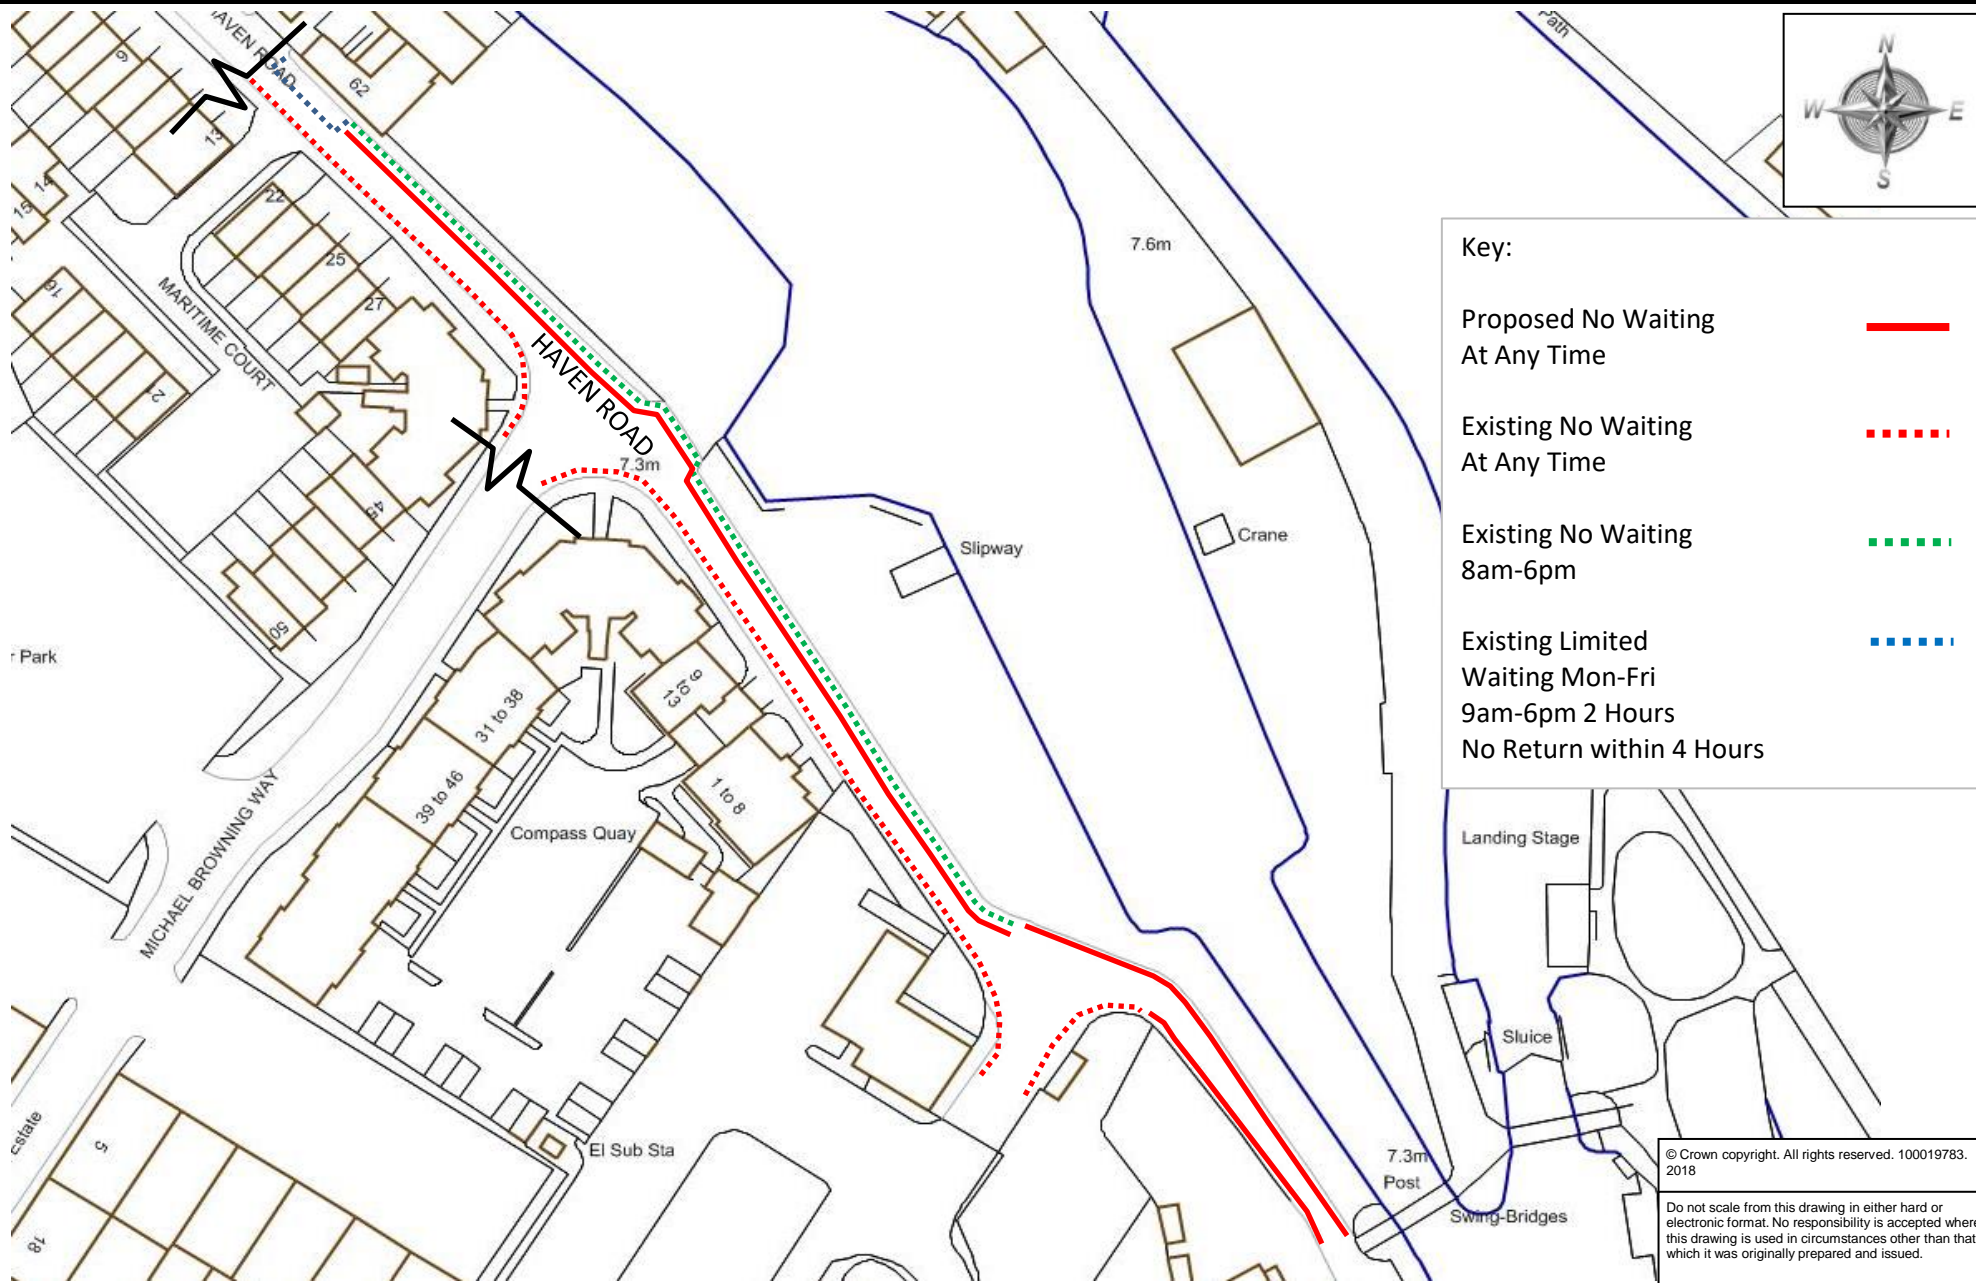 HAVEN ROAD
62
6
13
14
15
16
22
25
27
MARITIME COURT
2
HAVEN ROAD
7.3m
45
50
r Park
31 to 38
39 to 46
9 to 13
1 to 8
Compass Quay
MICHAEL BROWNING WAY
Estate
5
18
El Sub Sta
Slipway
Crane
7.6m
Path
N
W
E
S
Key:
Proposed No Waiting
At Any Time
Existing No Waiting
At Any Time
Existing No Waiting
8am-6pm
Existing Limited
Waiting Mon-Fri
9am-6pm 2 Hours
No Return within 4 Hours
Landing Stage
Sluice
7.3m
Post
Swing-Bridges
© Crown copyright. All rights reserved. 100019783.
2018
Do not scale from this drawing in either hard or
electronic format. No responsibility is accepted where
this drawing is used in circumstances other than that
which it was originally prepared and issued.